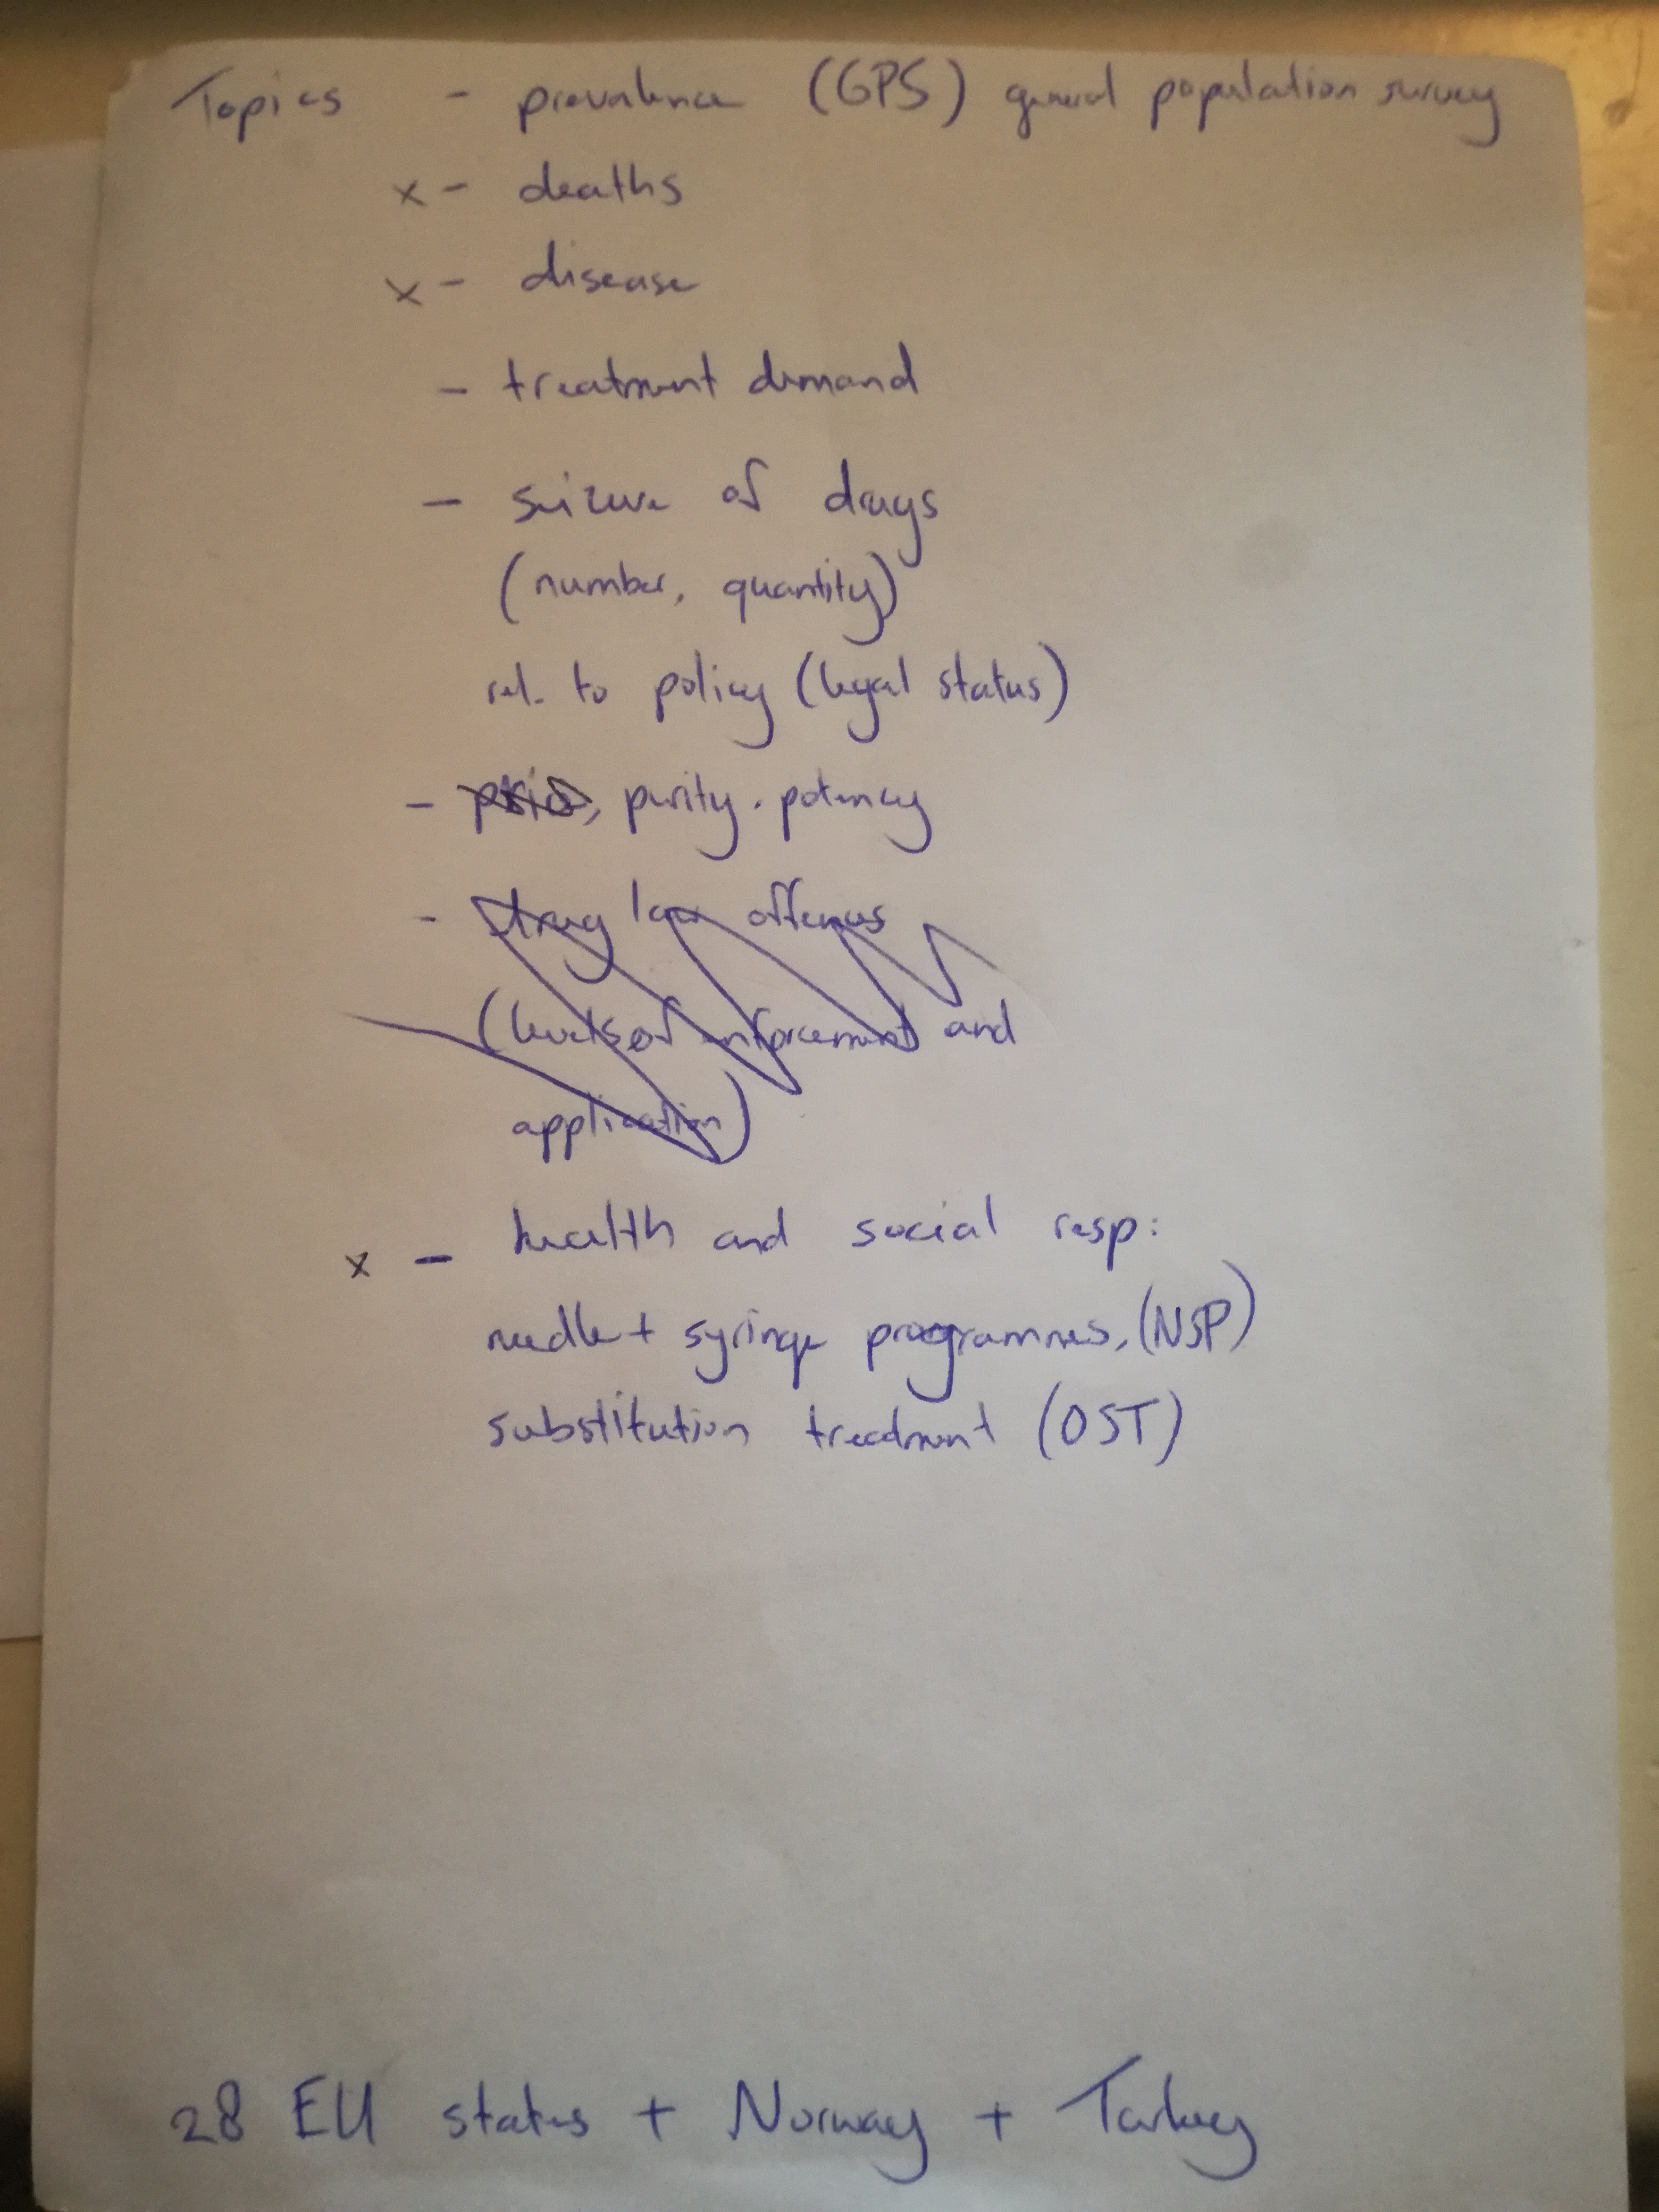 Topics - prevalence (GPS) general population survey
x - deaths
x - disease
- treatment demand
- seizure of drugs
(number, quantity)
rel. to policy (legal status)
- price, purity. potency
- drug law offenses
(levels of enforcement and
application)
x - health and social resp:
needle + syringe programmes, (NSP)
substitution treatment (OST)
28 EU states + Norway + Turkey